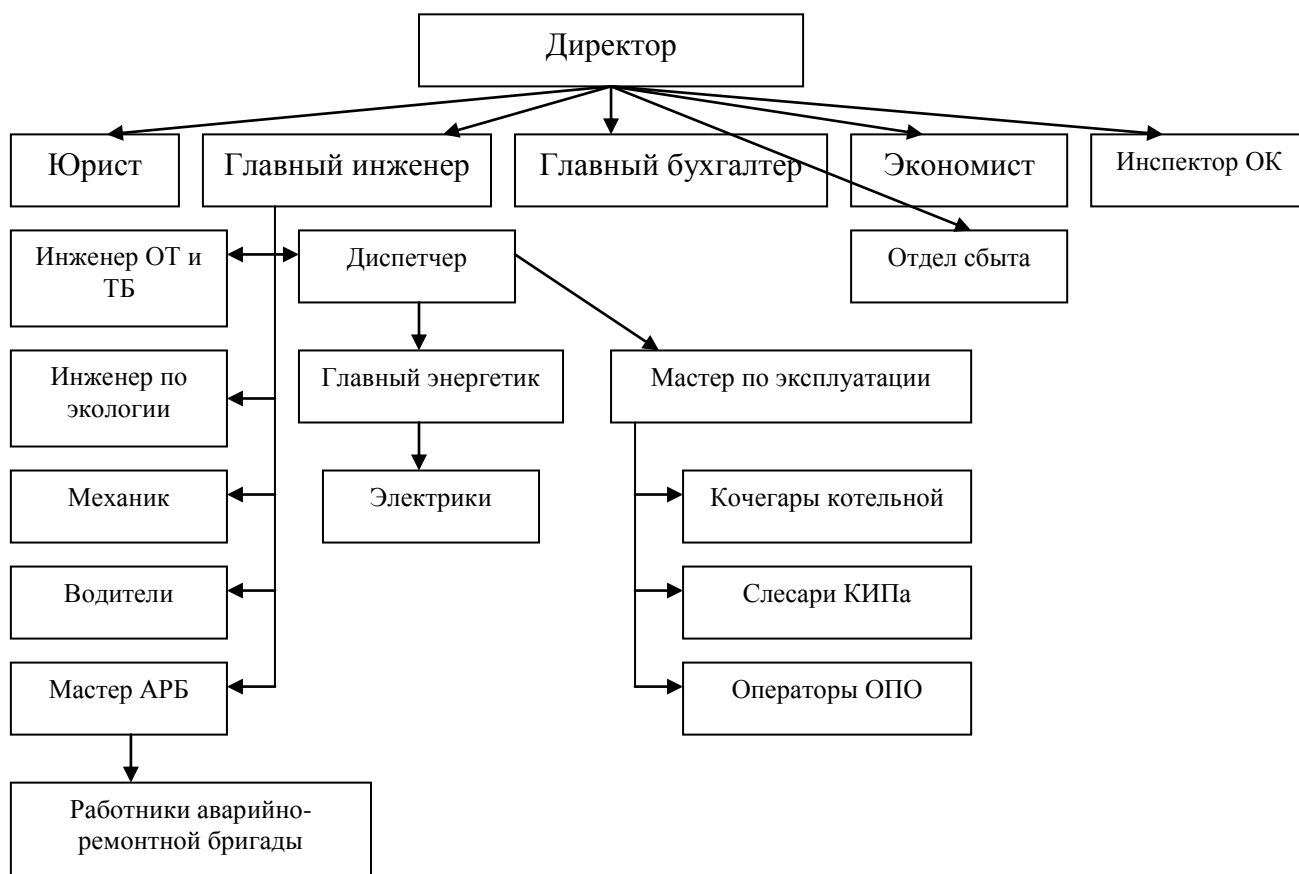 Директор
Юрист
Главный инженер
Главный бухгалтер
Экономист
Инспектор ОК
Инженер ОТ и
ТБ
Диспетчер
Отдел сбыта
Инженер по
экологии
Главный энергетик
Мастер по эксплуатации
Механик
Электрики
Кочегары котельной
Водители
Слесари КИПа
Мастер АРБ
Операторы ОПО
Работники аварийно-
ремонтной бригады